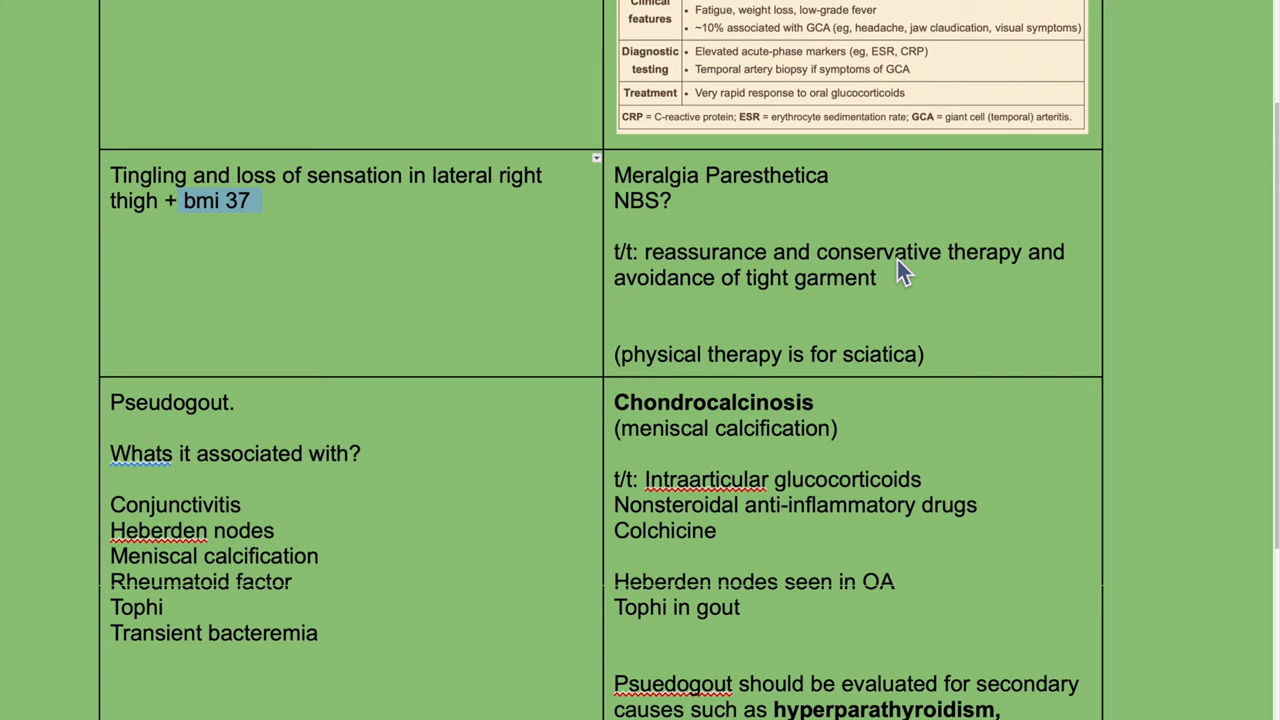 Clinical
features
• Fatigue, weight loss, low-grade fever
• ~10% associated with GCA (eg, headache, jaw claudication, visual symptoms)
Diagnostic
testing
• Elevated acute-phase markers (eg, ESR, CRP)
• Temporal artery biopsy if symptoms of GCA
Treatment
• Very rapid response to oral glucocorticoids
CRP = C-reactive protein; ESR = erythrocyte sedimentation rate; GCA = giant cell (temporal) arteritis.
Tingling and loss of sensation in lateral right
thigh + bmi 37
Meralgia Paresthetica
NBS?
t/t: reassurance and conservative therapy and
avoidance of tight garment
(physical therapy is for sciatica)
Pseudogout.
Whats it associated with?
Conjunctivitis
Heberden nodes
Meniscal calcification
Rheumatoid factor
Tophi
Transient bacteremia
Chondrocalcinosis
(meniscal calcification)
t/t: Intraarticular glucocorticoids
Nonsteroidal anti-inflammatory drugs
Colchicine
Heberden nodes seen in OA
Tophi in gout
Psuedogout should be evaluated for secondary
causes such as hyperparathyroidism,